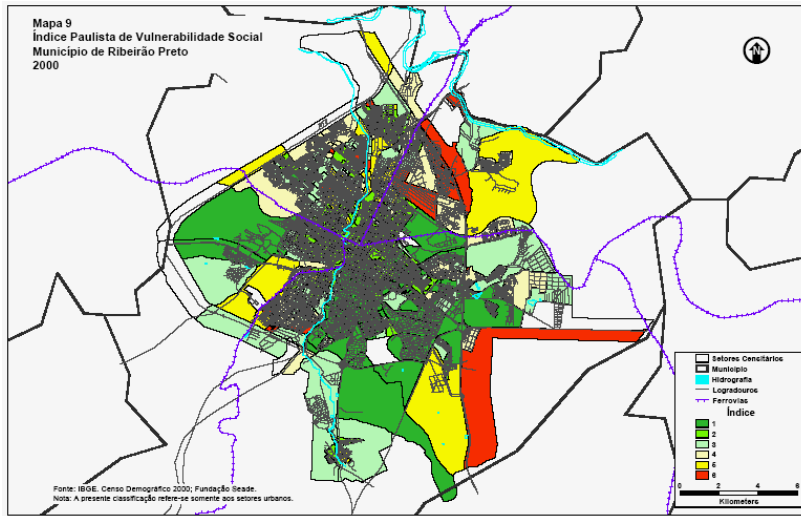 Mapa 9
Índice Paulista de Vulnerabilidade Social
Município de Ribeirão Preto
2000
Setores Censitários
Município
Hidrografia
Logradouros
Ferrovias
Índice
1
2
3
4
5
6
0 2 4 6
Kilometers
Fonte: IBGE. Censo Demográfico 2000; Fundação Seade.
Nota: A presente classificação refere-se somente aos setores urbanos.